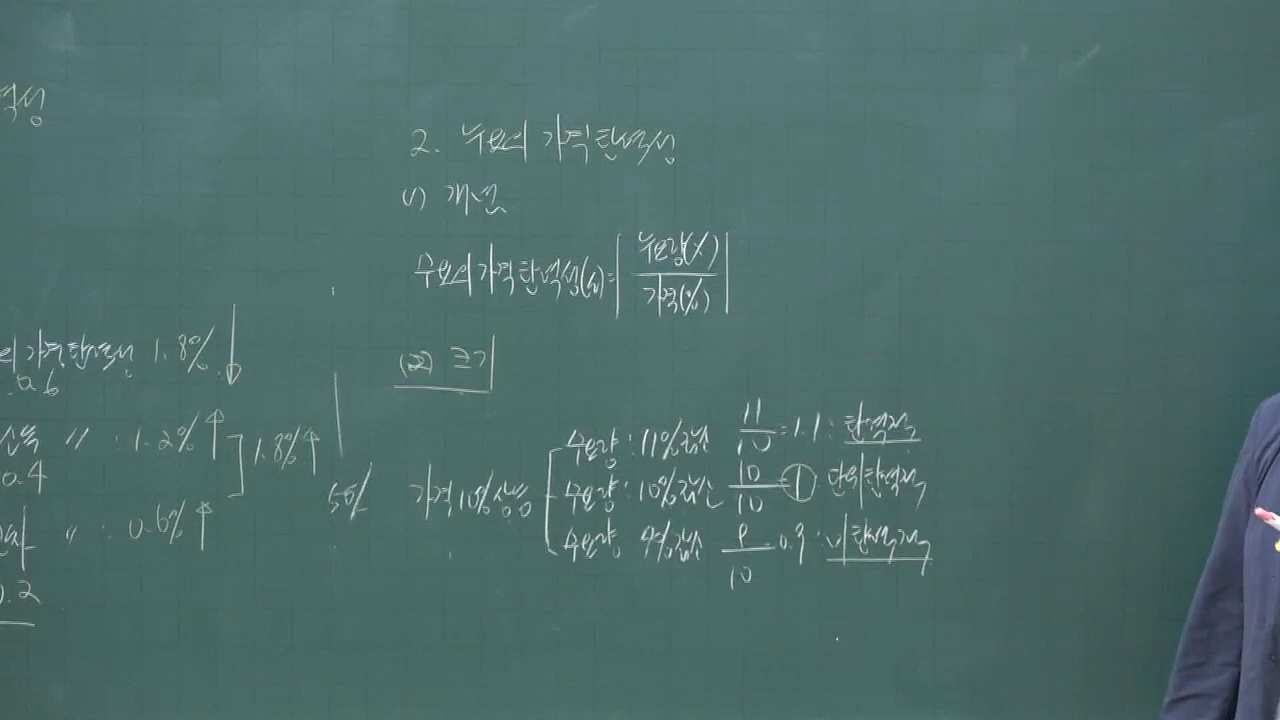 역성
의 가격탄력성 1.8% ↓
0.6
소득 〃 : 1.2% ↑
1.8% ↑
0.4
〃 : 0.6% ↑
0.2
2. 수요의 가격탄력성
(1) 개념
수요의 가격탄력성(εd) = | 수요량(%) / 가격(%) |
(2) 크기
가격 10% 상승
수요량 : 11% 감소 11/10 = 1.1 : 탄력적
수요량 : 10% 감소 10/10 = 1 단위탄력적
수요량 9% 감소 9/10 0.9 : 비탄력적